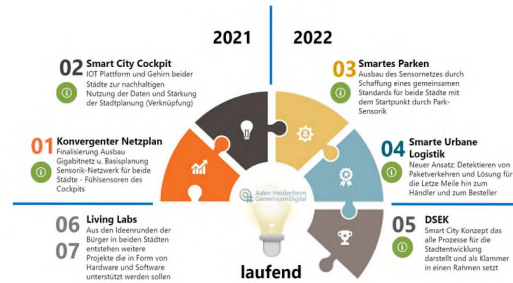 2021
2022
02 Smart City Cockpit
IOT Plattform und Gehirn beider
Städte zur nachhaltigen
Nutzung der Daten und Stärkung
der Stadtplanung (Verknüpfung)
03 Smartes Parken
Ausbau des Sensornetzes durch
Schaffung eines gemeinsamen
Standards für beide Städte mit
dem Startpunkt durch Park-
Sensorik
01 Konvergenter Netzplan
Finalisierung Ausbau
Gigabitnetz u. Basisplanung
Sensorik-Netzwerk für beide
Städte - Fühlsensoren des
Cockpits
04 Smarte Urbane
Logistik
Neuer Ansatz: Detektieren von
Paketverkehren und Lösung für
die Letze Meile hin zum
Händler und zum Besteller
Aalen-Heidenheim
GemeinsamDigital
06
07
Living Labs
Aus den Ideenrunden der
Bürger in beiden Städten
entstehen weitere
Projekte die in Form von
Hardware und Software
unterstützt werden sollen
05 DSEK
Smart City Konzept das
alle Prozesse für die
Stadtentwicklung
darstellt und als Klammer
in einen Rahmen setzt
laufend